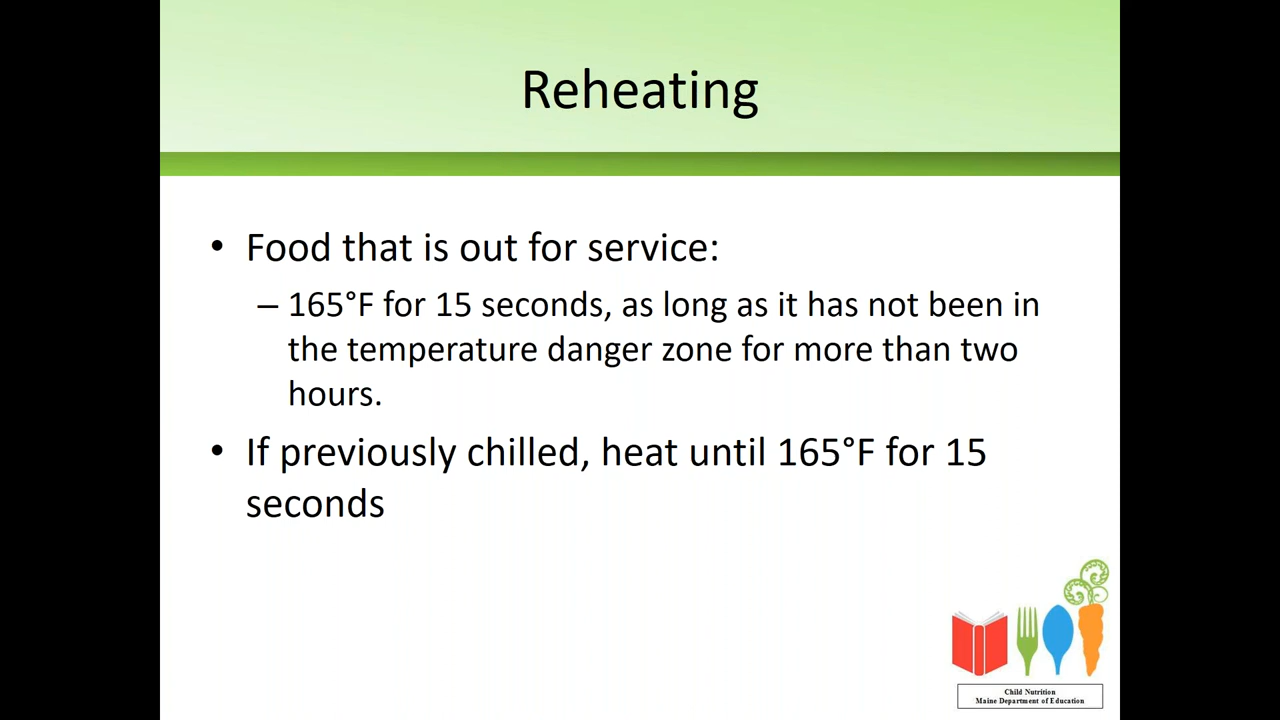 Reheating
• Food that is out for service:
– 165°F for 15 seconds, as long as it has not been in
the temperature danger zone for more than two
hours.
• If previously chilled, heat until 165°F for 15
seconds
Child Nutrition
Maine Department of Education